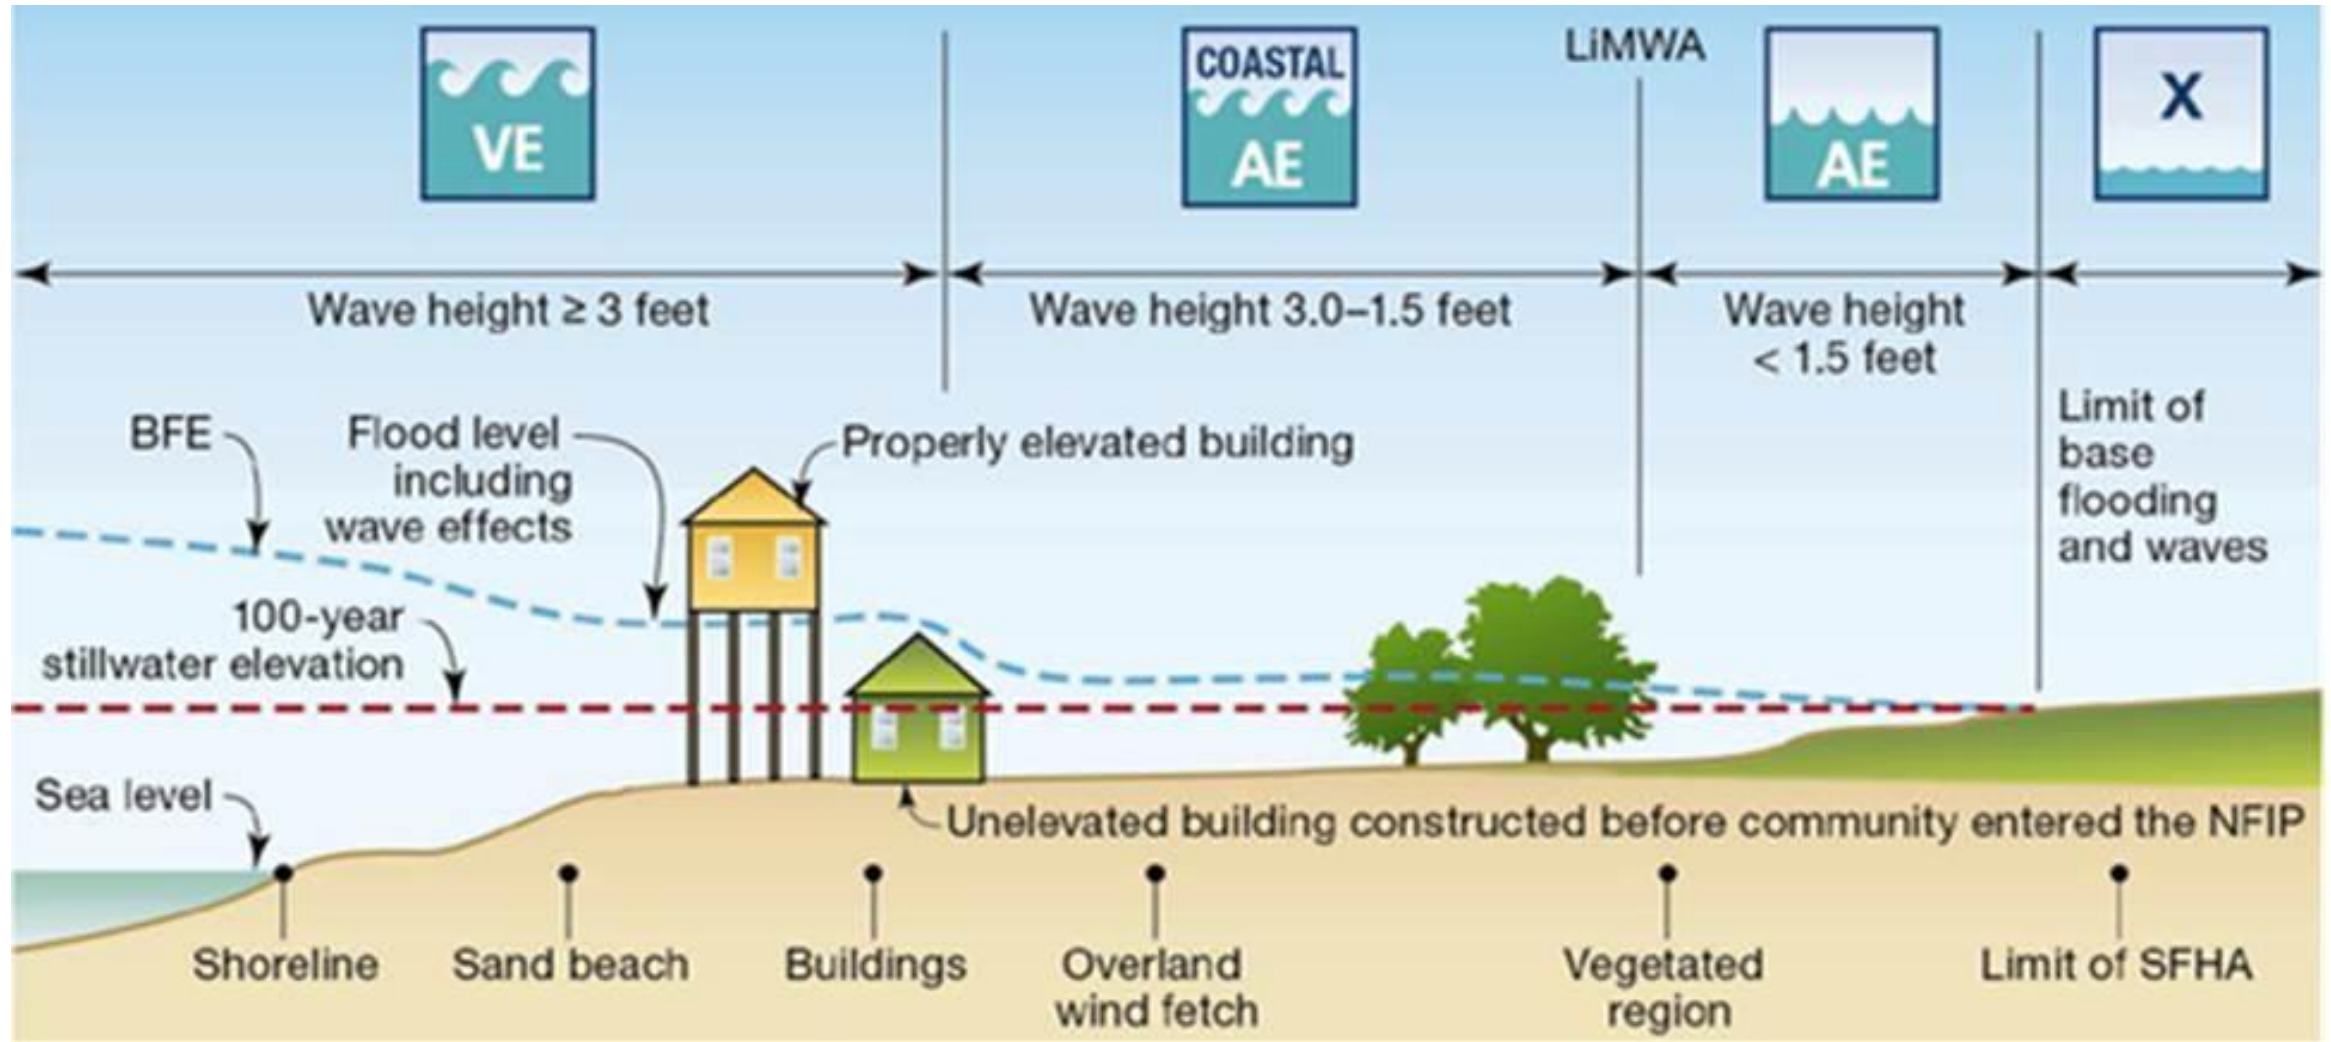 VE
COASTAL
AE
LiMWA
AE
X
Wave height ≥ 3 feet
Wave height 3.0–1.5 feet
Wave height
< 1.5 feet
BFE
Flood level
including
wave effects
Properly elevated building
Limit of
base
flooding
and waves
100-year
stillwater elevation
Sea level
Unelevated building constructed before community entered the NFIP
Shoreline
Sand beach
Buildings
Overland
wind fetch
Vegetated
region
Limit of SFHA